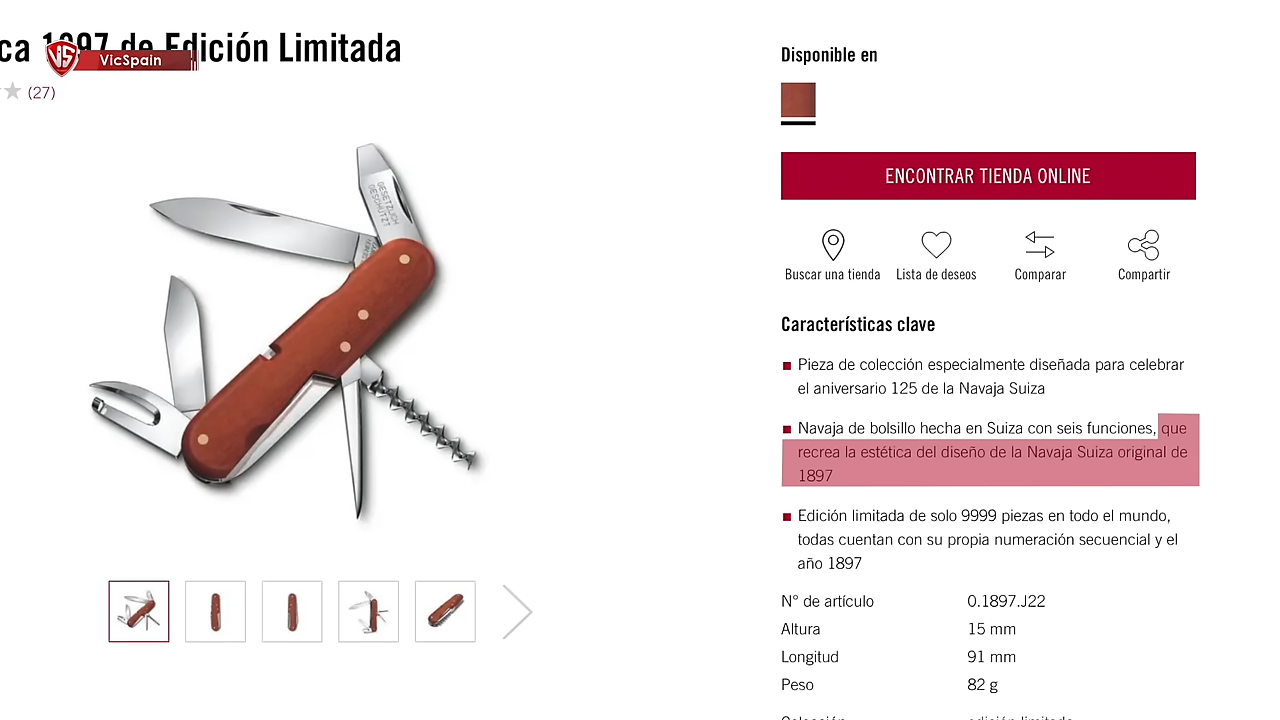 ca 1897 de Edición Limitada
VS VicSpain
(27)
GESETZLICH
GESCHÜTZT
Disponible en
ENCONTRAR TIENDA ONLINE
Buscar una tienda
Lista de deseos
Comparar
Compartir
Características clave
Pieza de colección especialmente diseñada para celebrar
el aniversario 125 de la Navaja Suiza
Navaja de bolsillo hecha en Suiza con seis funciones, que
recrea la estética del diseño de la Navaja Suiza original de
1897
Edición limitada de solo 9999 piezas en todo el mundo,
todas cuentan con su propia numeración secuencial y el
año 1897
N° de artículo 0.1897.J22
Altura 15 mm
Longitud 91 mm
Peso 82 g